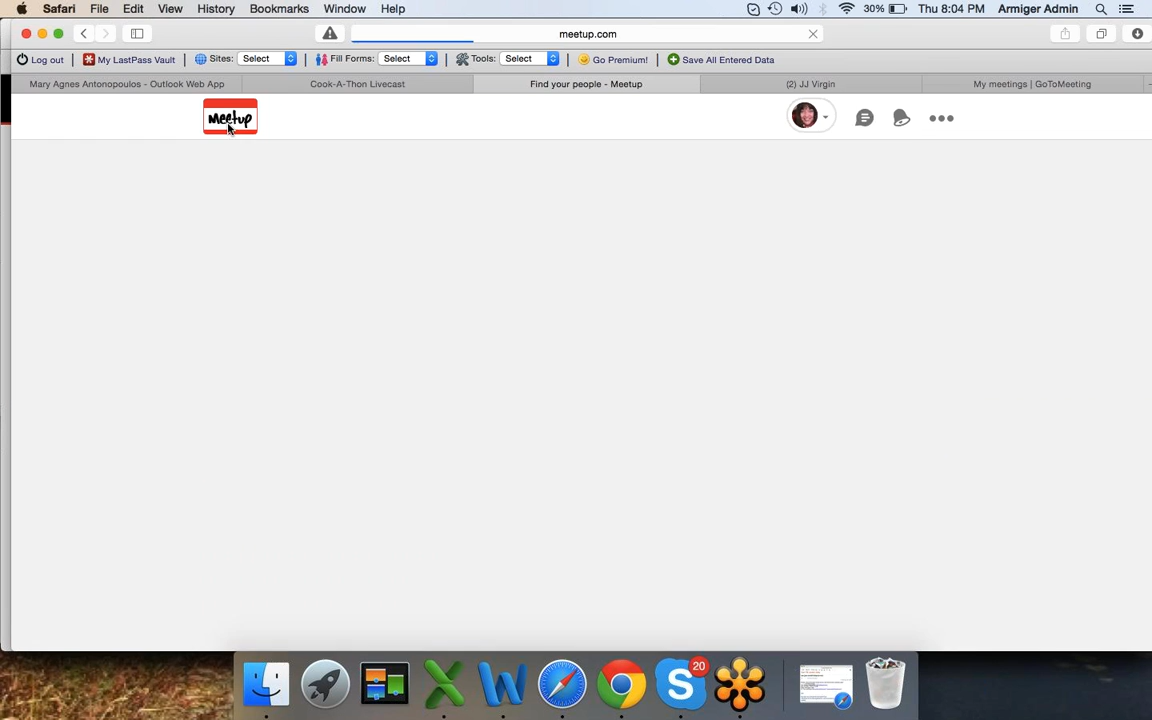 Safari File Edit View History Bookmarks Window Help 30% Thu 8:04 PM Armiger Admin
meetup.com
Log out My LastPass Vault Sites: Select Fill Forms: Select Tools: Select Go Premium! Save All Entered Data
Mary Agnes Antonopoulos - Outlook Web App Cook-A-Thon Livecast Find your people - Meetup (2) JJ Virgin My meetings | GoToMeeting
Meetup
20